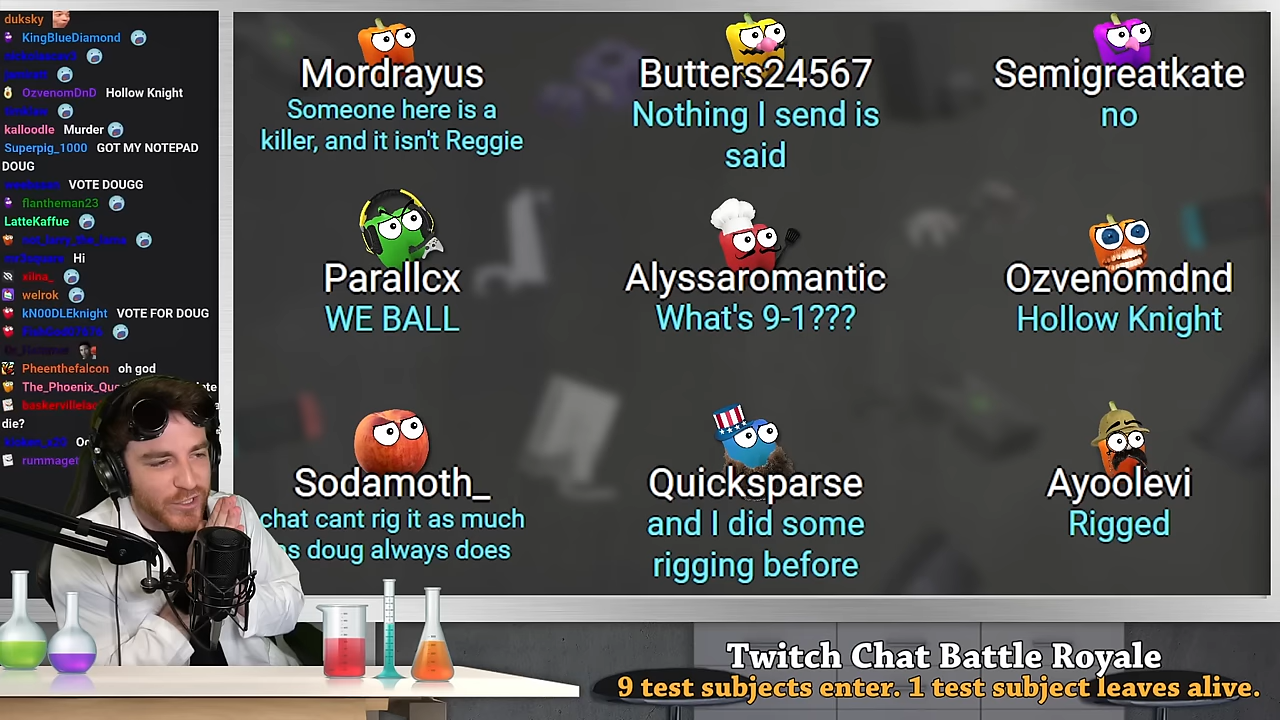 duksky
KingBlueDiamond
OzvenomDnD Hollow Knight
kalloodle Murder
Superpig_1000 GOT MY NOTEPAD
DOUG
VOTE DOUGG
flantheman23
LatteKaffue
Hi
xilna_
welrok
kN00DLEknight VOTE FOR DOUG
Pheenthefalcon oh god
The_Phoenix_Que
die?
rummaget
Mordrayus
Someone here is a
killer, and it isn't Reggie
Butters24567
Nothing I send is
said
Semigreatkate
no
Parallcx
WE BALL
Alyssaromantic
What's 9-1???
Ozvenomdnd
Hollow Knight
Sodamoth_
chat cant rig it as much
as doug always does
Quicksparse
and I did some
rigging before
Ayoolevi
Rigged
Twitch Chat Battle Royale
9 test subjects enter. 1 test subject leaves alive.